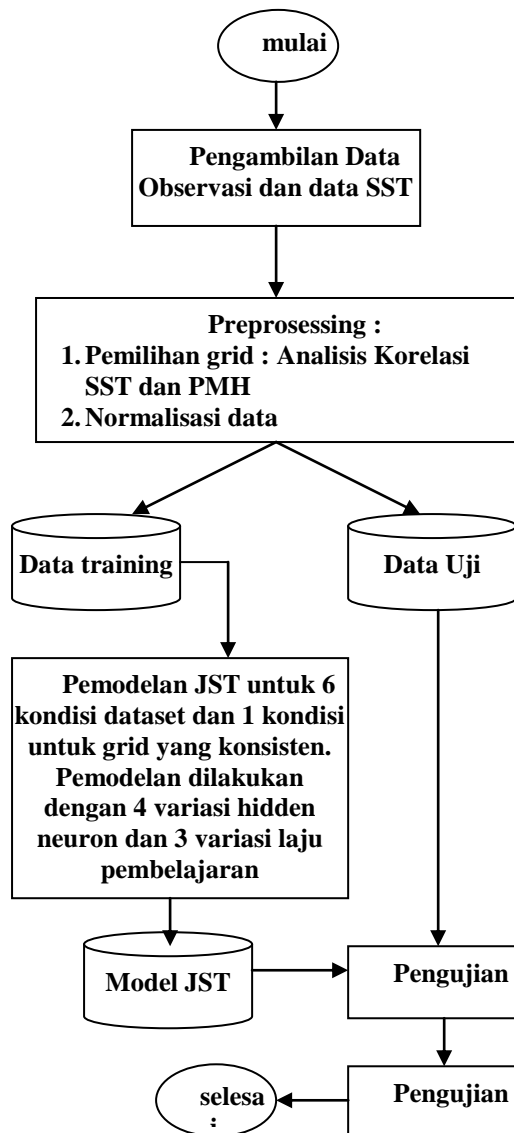 mulai
Pengambilan Data
Observasi dan data SST
Preprosessing :
1. Pemilihan grid : Analisis Korelasi
SST dan PMH
2. Normalisasi data
Data training
Data Uji
Pemodelan JST untuk 6
kondisi dataset dan 1 kondisi
untuk grid yang konsisten.
Pemodelan dilakukan
dengan 4 variasi hidden
neuron dan 3 variasi laju
pembelajaran
Model JST
Pengujian
Pengujian
selesa
i